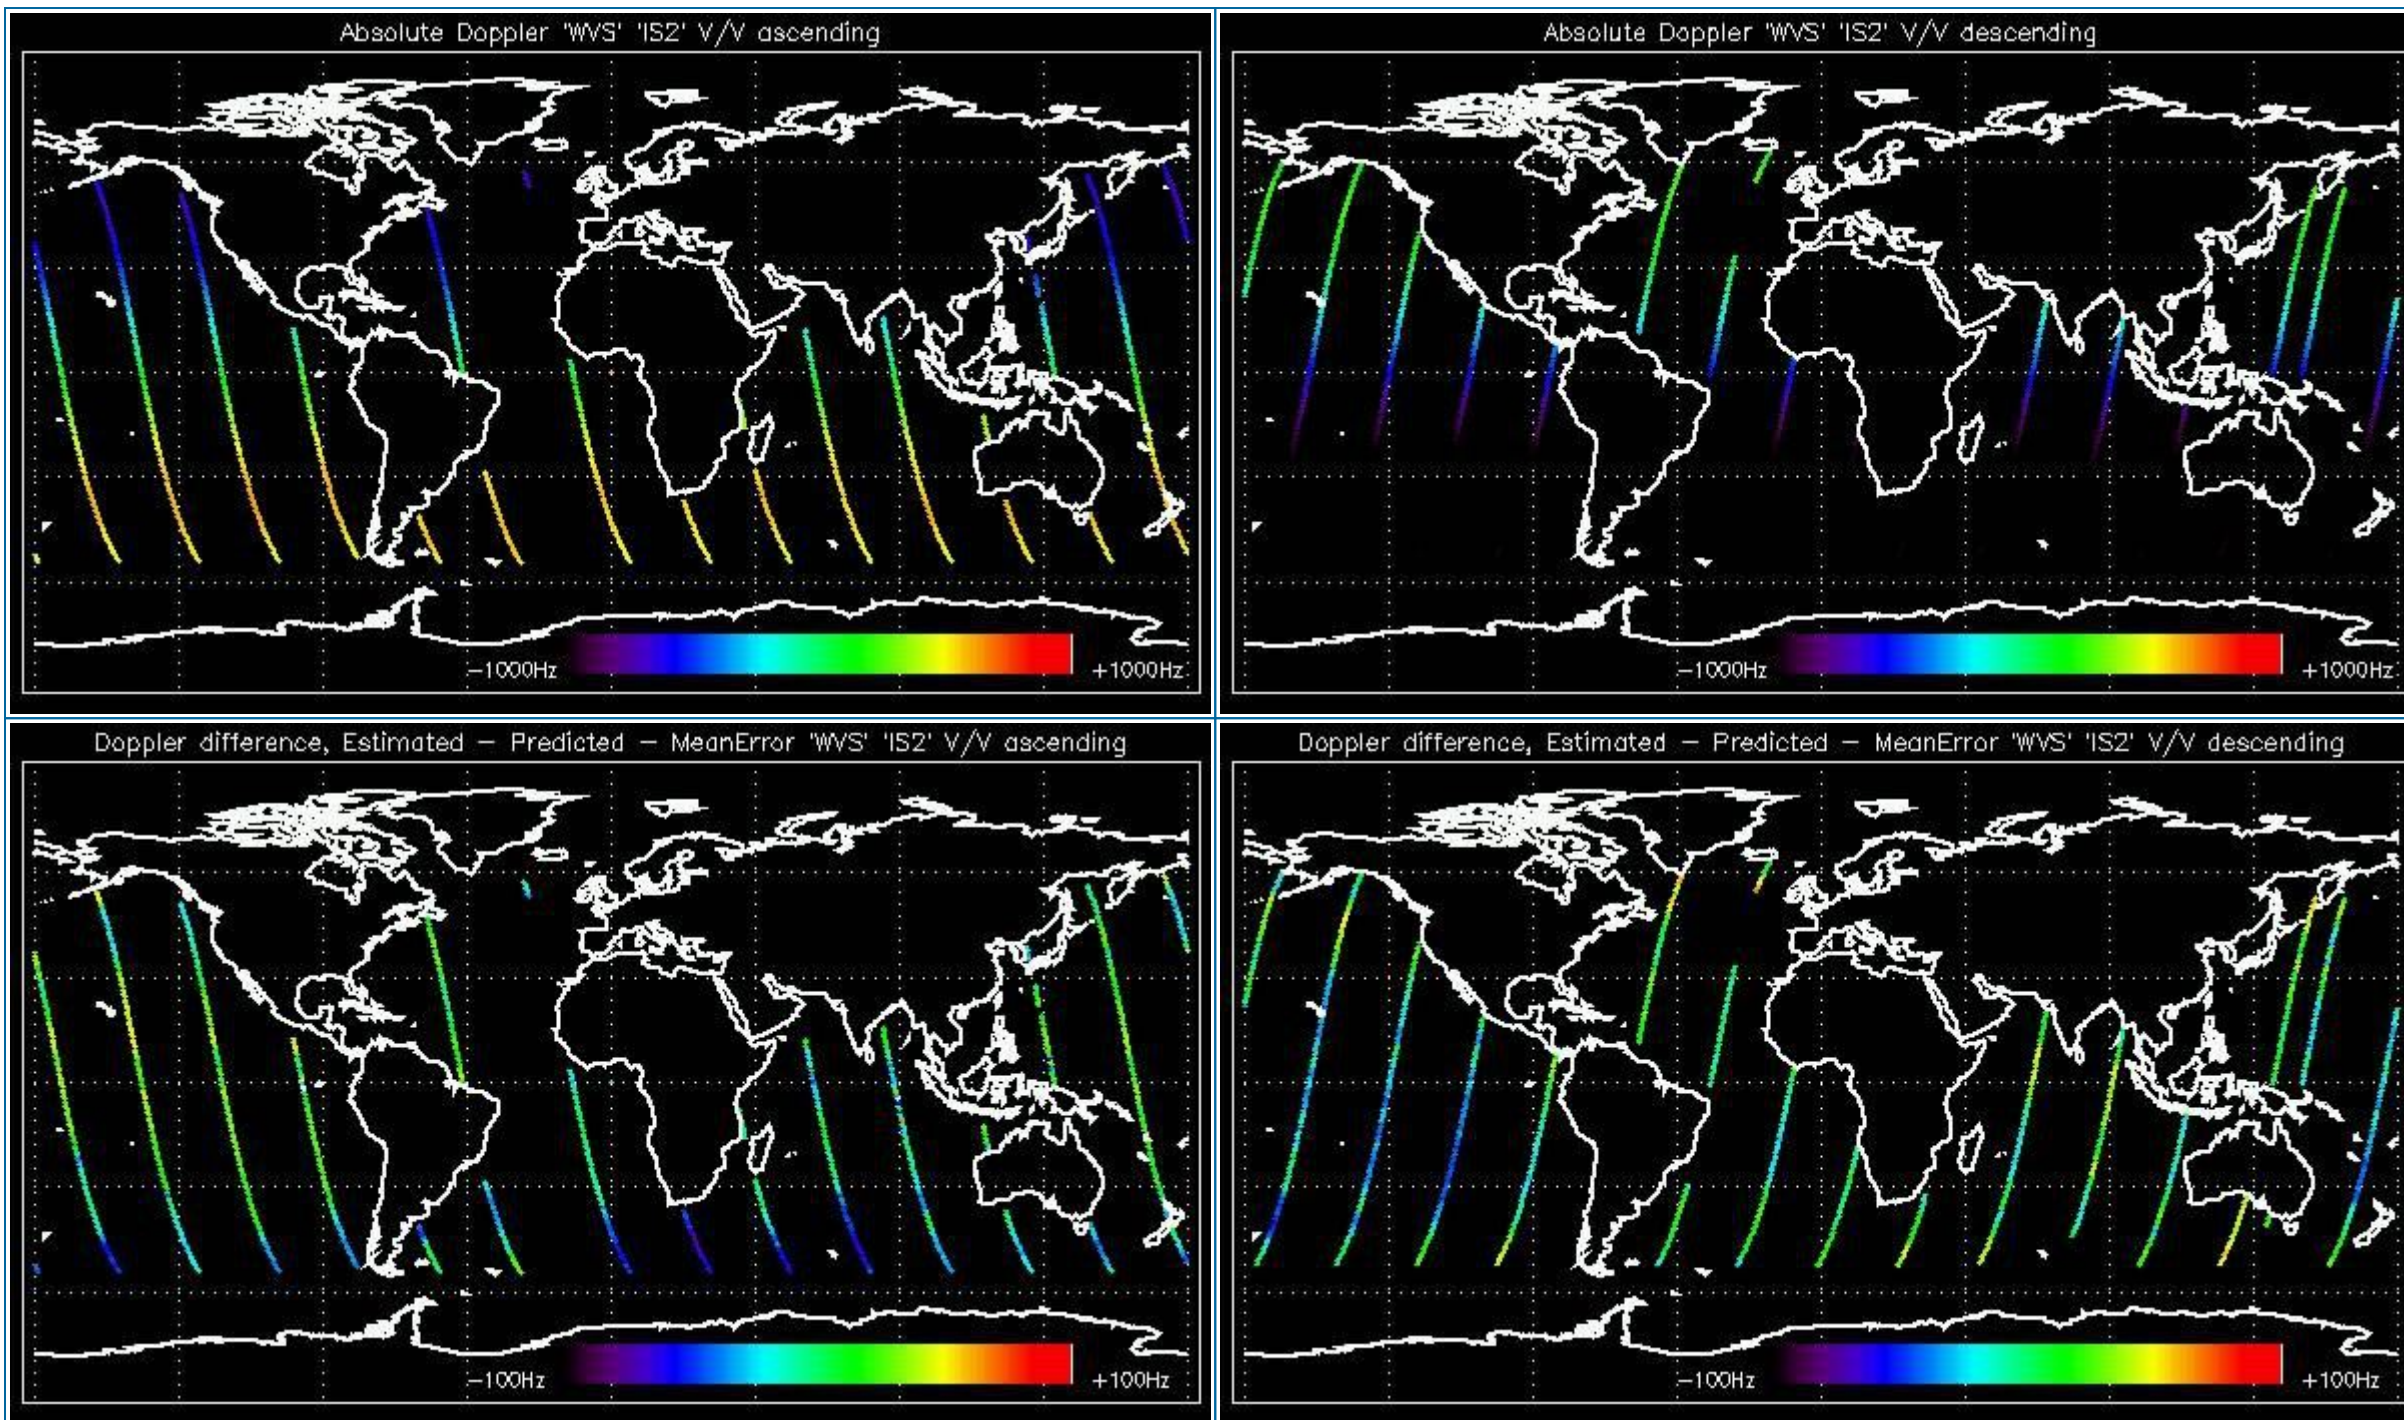 Absolute Doppler 'WVS' 'IS2' V/V ascending
-1000Hz
+1000Hz
Absolute Doppler 'WVS' 'IS2' V/V descending
-1000Hz
+1000Hz
Doppler difference, Estimated - Predicted - MeanError 'WVS' 'IS2' V/V ascending
-100Hz
+100Hz
Doppler difference, Estimated - Predicted - MeanError 'WVS' 'IS2' V/V descending
-100Hz
+100Hz